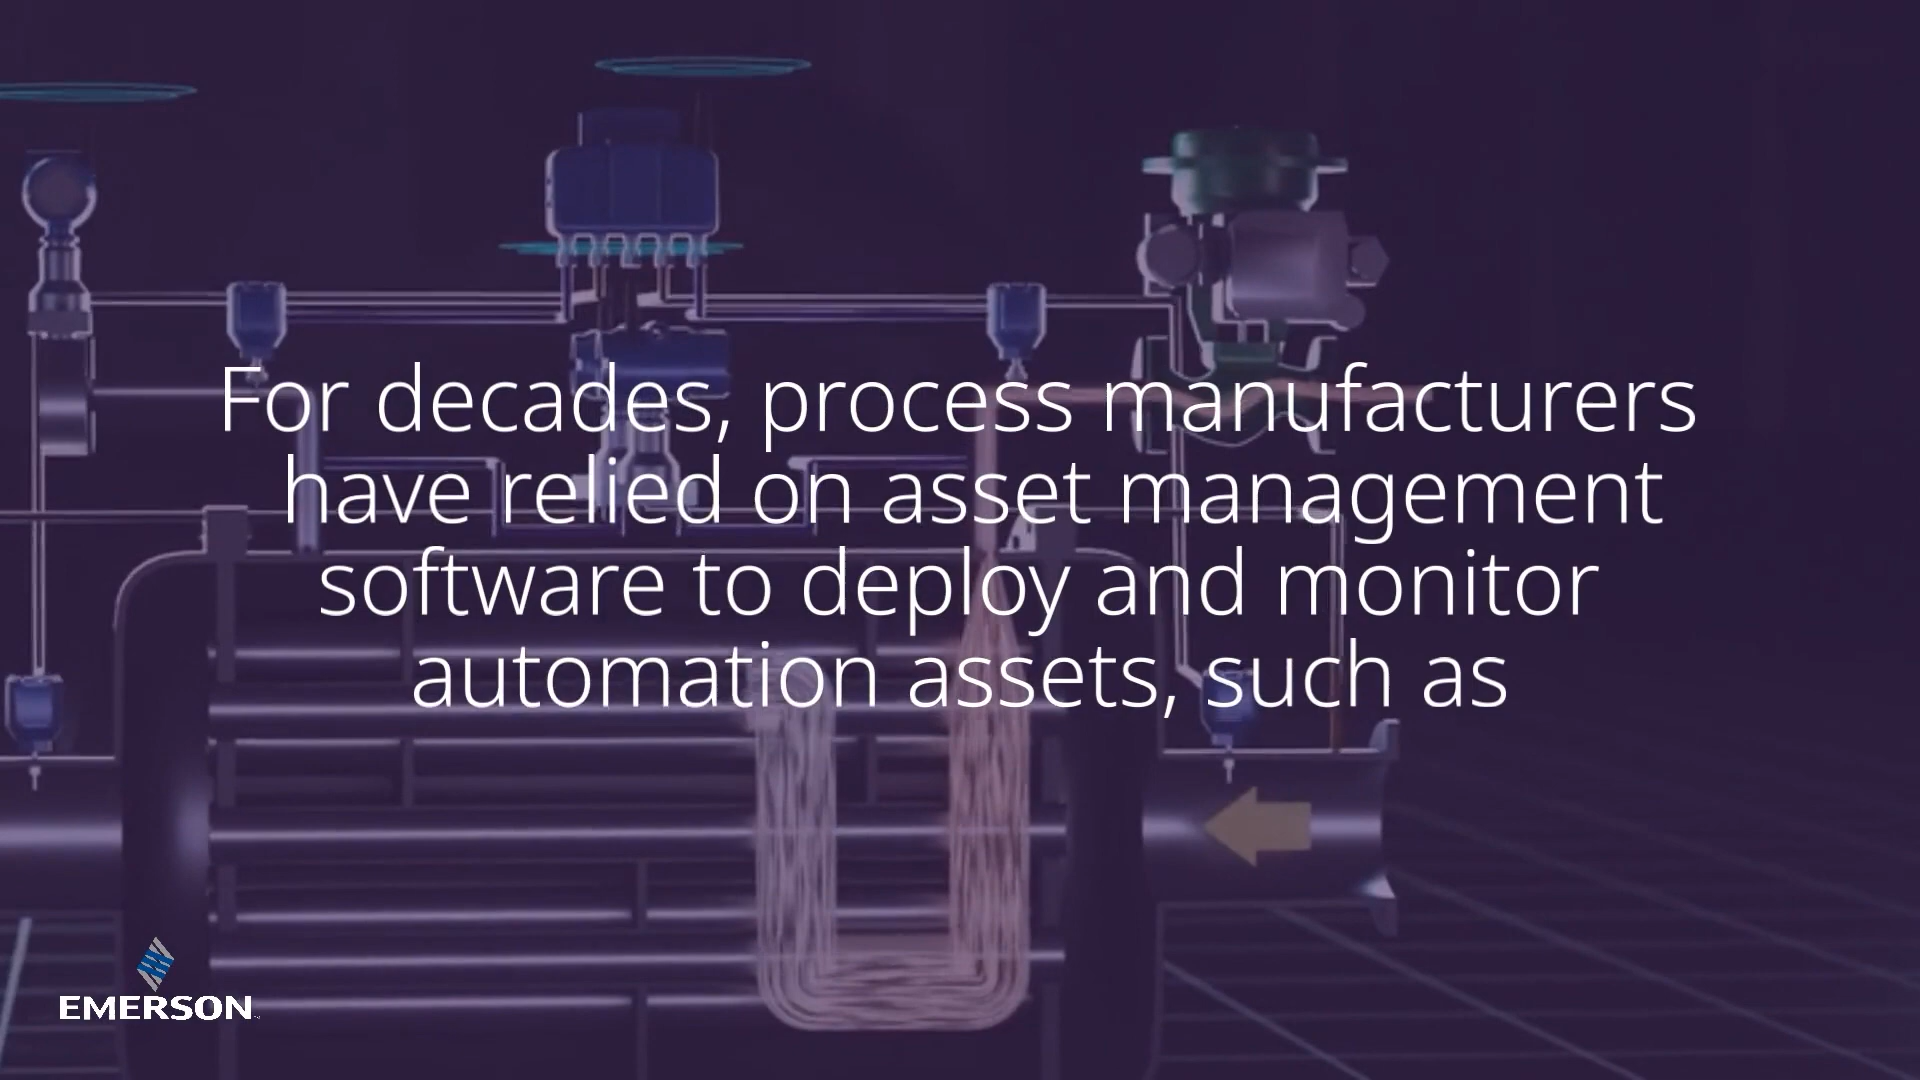 For decades, process manufacturers
have relied on asset management
software to deploy and monitor
automation assets, such as
EMERSON